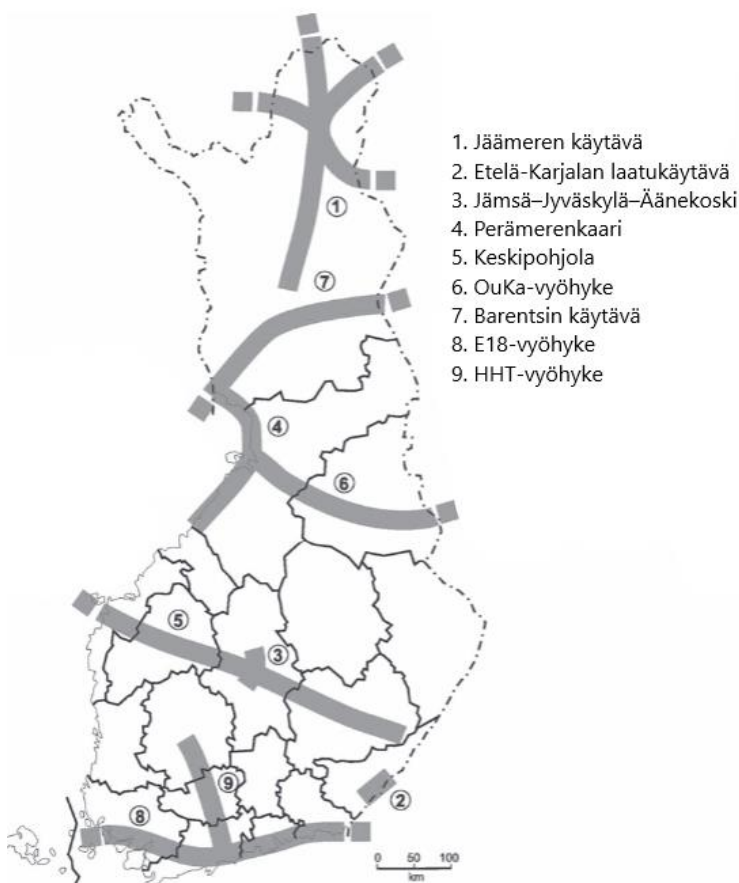 1. Jäämeren käytävä
2. Etelä-Karjalan laatukäytävä
3. Jämsä–Jyväskylä–Äänekoski
4. Perämerenkaari
5. Keskipohjola
6. OuKa-vyöhyke
7. Barentsin käytävä
8. E18-vyöhyke
9. HHT-vyöhyke
1
7
4
6
5
3
9
2
8
0 50 100
km